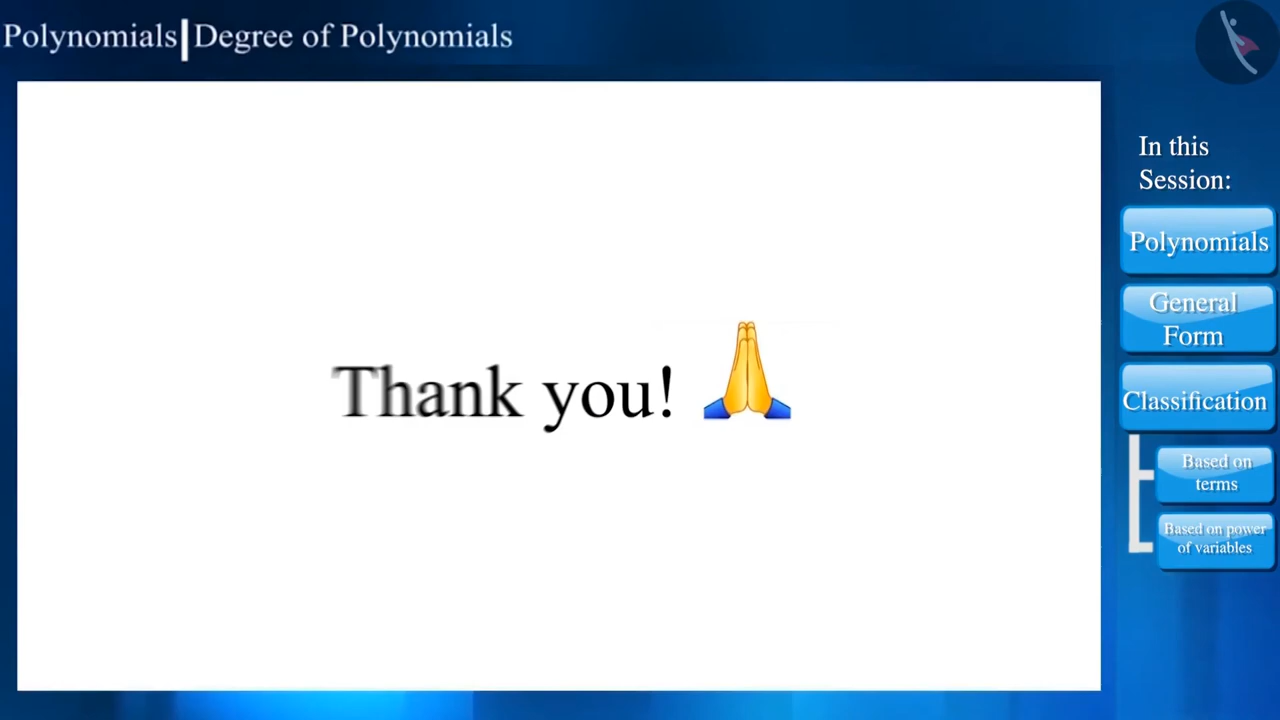 Polynomials|Degree of Polynomials
In this
Session:
Polynomials
General
Form
Classification
Based on
terms
Based on power
of variables
Thank you! 🙏